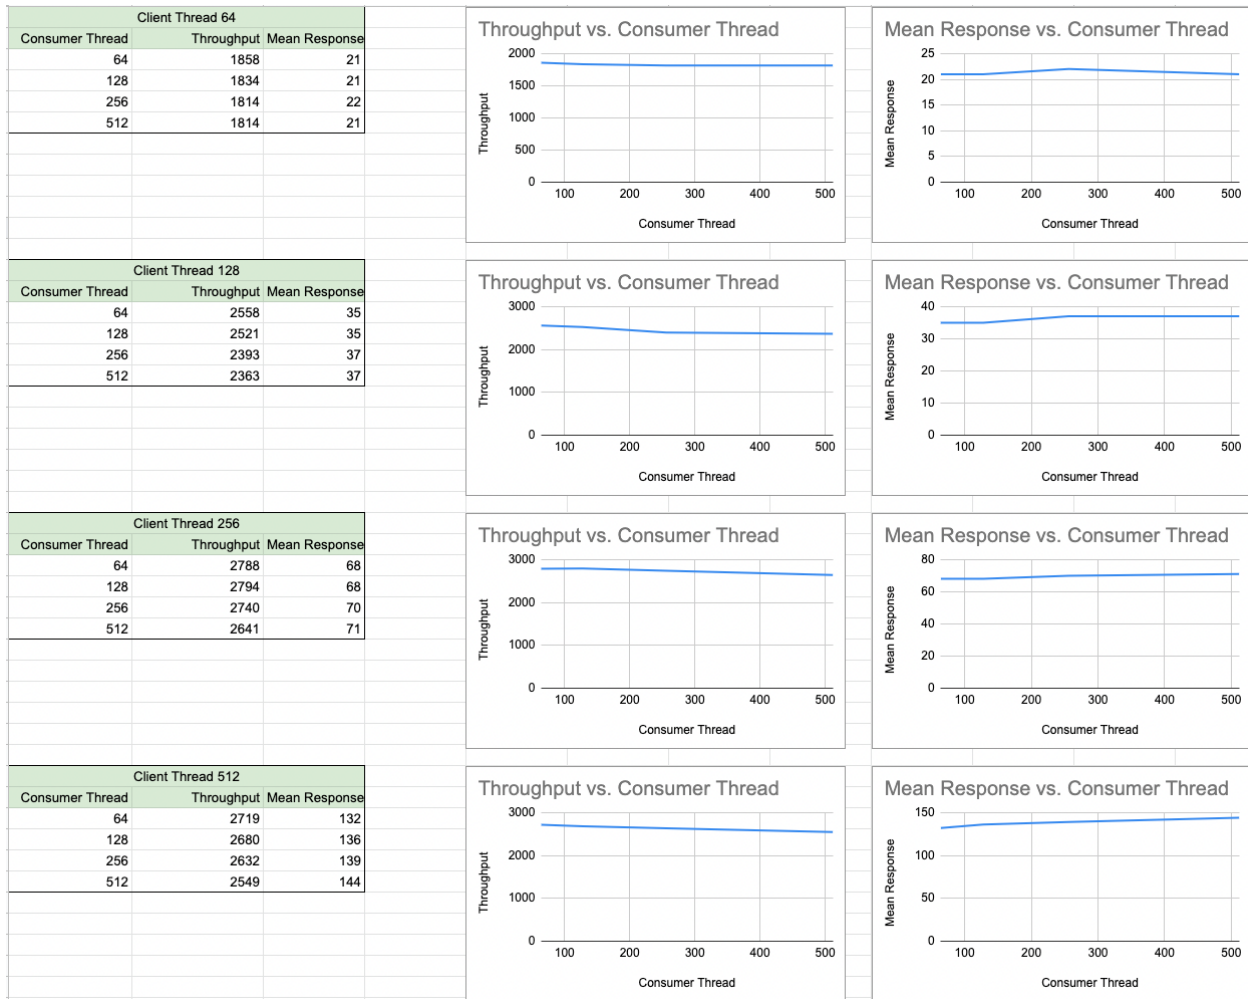 Client Thread 64
Consumer Thread Throughput Mean Response
64 1858 21
128 1834 21
256 1814 22
512 1814 21
Throughput vs. Consumer Thread
2000
1500
1000
500
0
Throughput
100 200 300 400 500
Consumer Thread
Mean Response vs. Consumer Thread
25
20
15
10
5
0
Mean Response
100 200 300 400 500
Consumer Thread
Client Thread 128
Consumer Thread Throughput Mean Response
64 2558 35
128 2521 35
256 2393 37
512 2363 37
Throughput vs. Consumer Thread
3000
2000
1000
0
Throughput
100 200 300 400 500
Consumer Thread
Mean Response vs. Consumer Thread
40
30
20
10
0
Mean Response
100 200 300 400 500
Consumer Thread
Client Thread 256
Consumer Thread Throughput Mean Response
64 2788 68
128 2794 68
256 2740 70
512 2641 71
Throughput vs. Consumer Thread
3000
2000
1000
0
Throughput
100 200 300 400 500
Consumer Thread
Mean Response vs. Consumer Thread
80
60
40
20
0
Mean Response
100 200 300 400 500
Consumer Thread
Client Thread 512
Consumer Thread Throughput Mean Response
64 2719 132
128 2680 136
256 2632 139
512 2549 144
Throughput vs. Consumer Thread
3000
2000
1000
0
Throughput
100 200 300 400 500
Consumer Thread
Mean Response vs. Consumer Thread
150
100
50
0
Mean Response
100 200 300 400 500
Consumer Thread